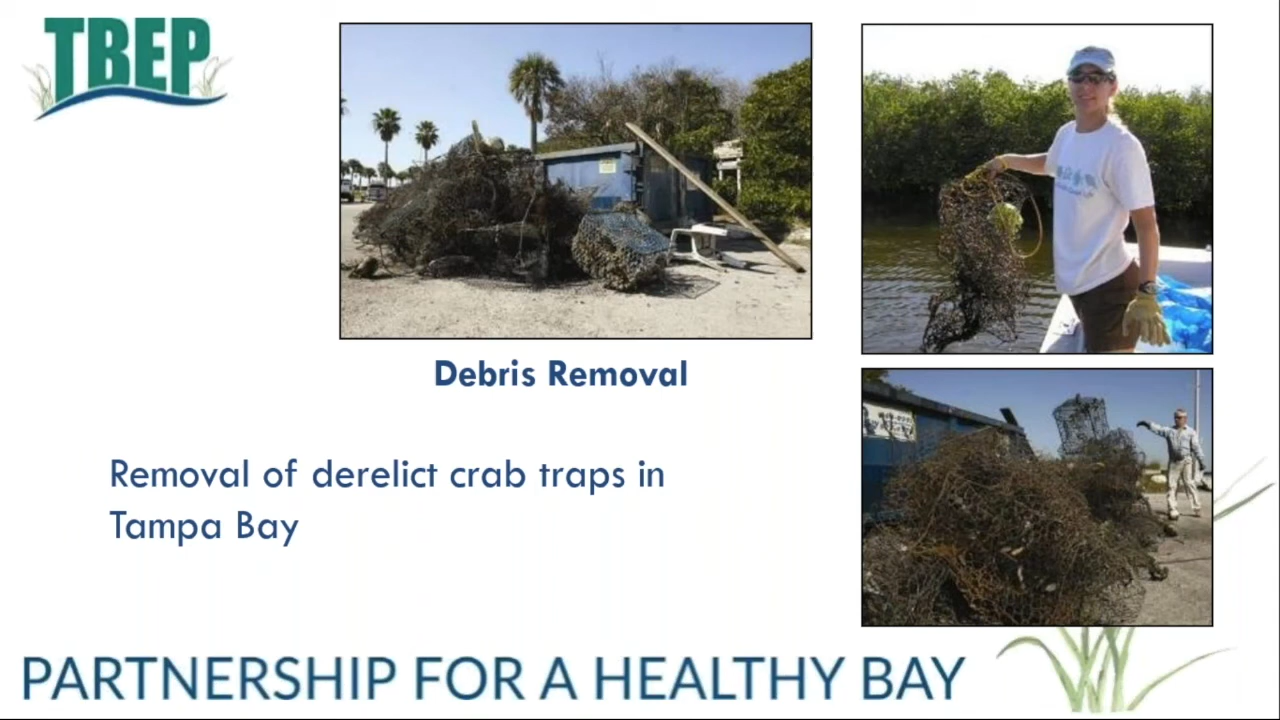 TBEP
Debris Removal
Removal of derelict crab traps in
Tampa Bay
PARTNERSHIP FOR A HEALTHY BAY